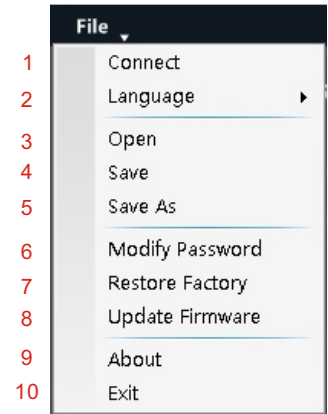 File
1 Connect
2 Language
3 Open
4 Save
5 Save As
6 Modify Password
7 Restore Factory
8 Update Firmware
9 About
10 Exit